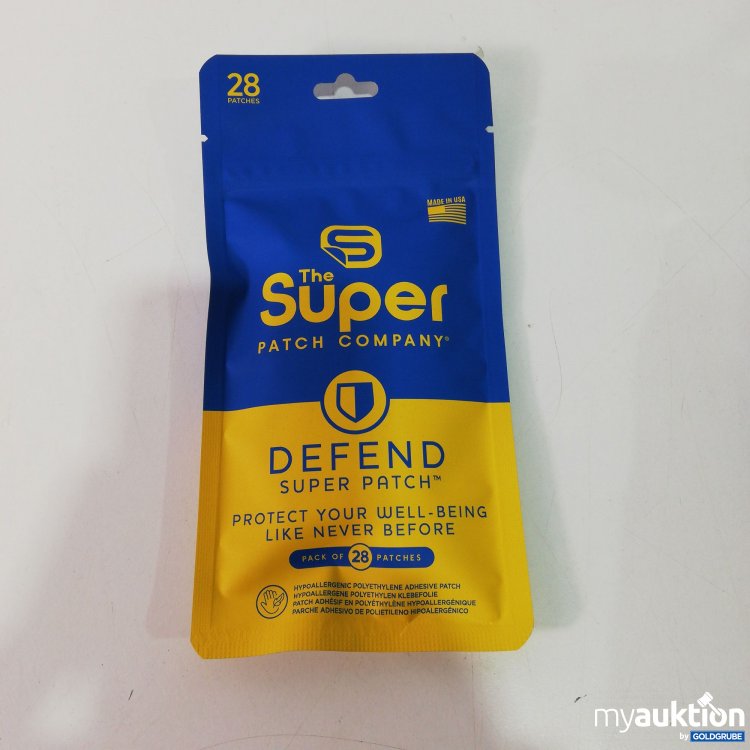 28
PATCHES
MADE IN USA
S
The
Super
PATCH COMPANY®
DEFEND
SUPER PATCH™
PROTECT YOUR WELL-BEING
LIKE NEVER BEFORE
PACK OF 28 PATCHES
HYPOALLERGENIC POLYETHYLENE ADHESIVE PATCH
HYPOALLERGENE POLYETHYLEN KLEBEFOLIE
PATCH ADHÉSIF EN POLYÉTHYLÈNE HYPOALLERGÉNIQUE
PARCHE ADHESIVO DE POLIETILENO HIPOALERGÉNICO
myauktion
by GOLDGRUBE